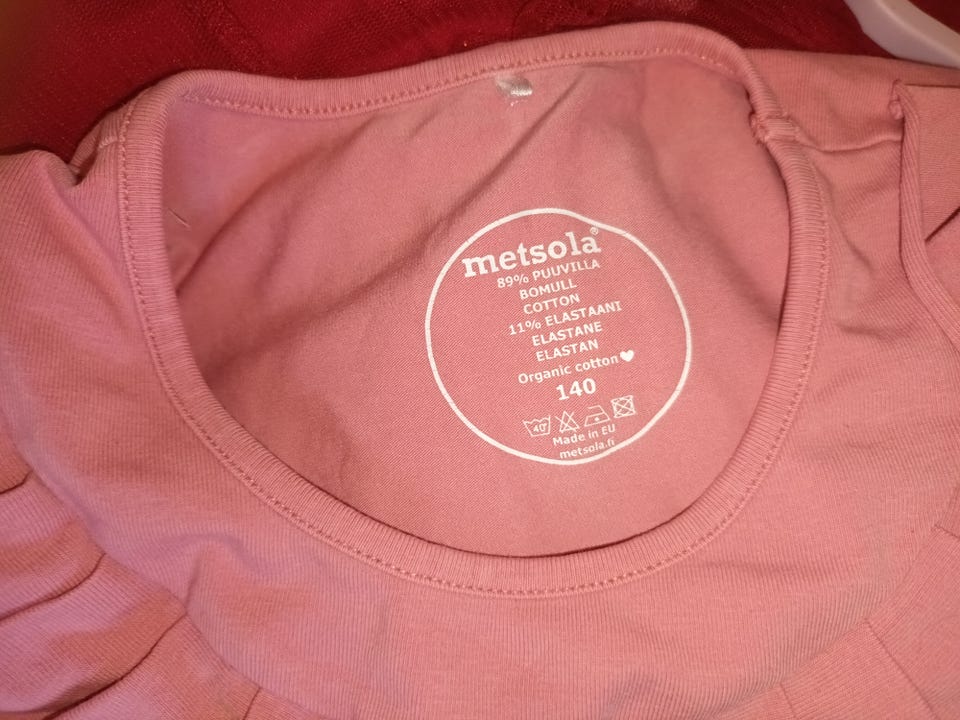 metsola®
89% PUUVILLA
BOMULL
COTTON
11% ELASTAANI
ELASTANE
ELASTAN
Organic cotton♥
140
40°
Made in EU
metsola.fi